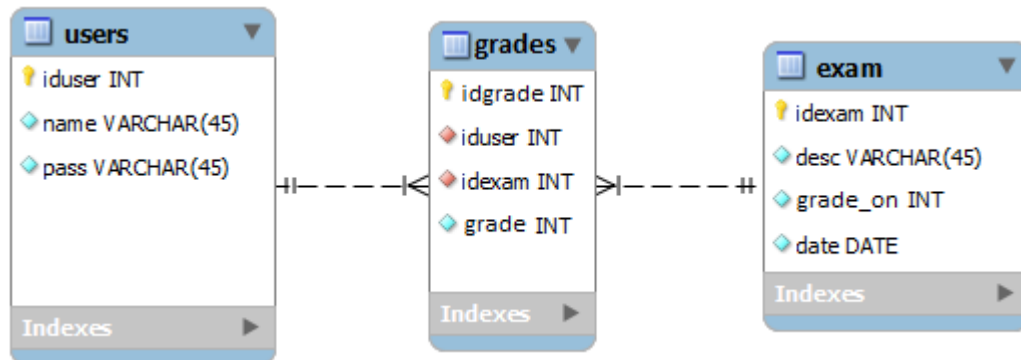 users
iduser INT
name VARCHAR(45)
pass VARCHAR(45)
Indexes
grades
idgrade INT
iduser INT
idexam INT
grade INT
Indexes
exam
idexam INT
desc VARCHAR(45)
grade_on INT
date DATE
Indexes